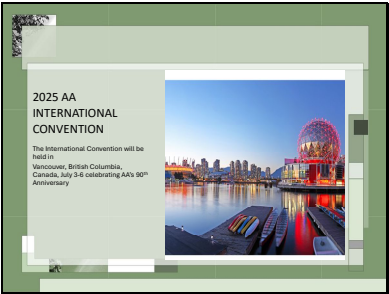 2025 AA
INTERNATIONAL
CONVENTION
The International Convention will be
held in
Vancouver, British Columbia,
Canada, July 3-6 celebrating AA's 90th
Anniversary